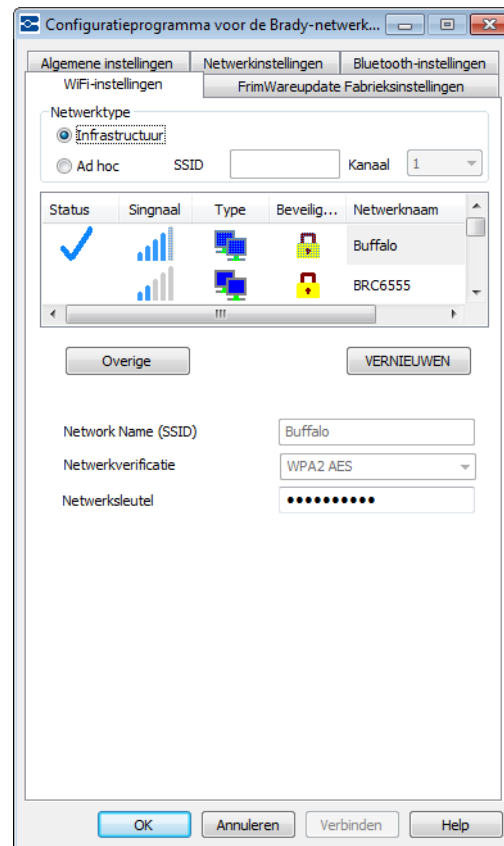 Configuratieprogramma voor de Brady-netwerk...
Algemene instellingen Netwerkinstellingen Bluetooth-instellingen
WiFi-instellingen FrimWareupdate Fabrieksinstellingen
Netwerktype
Infrastructuur
Ad hoc SSID Kanaal 1
Status Singnaal Type Beveilig... Netwerknaam
Buffalo
BRC6555
Overige VERNIEUWEN
Network Name (SSID) Buffalo
Netwerkverificatie WPA2 AES
Netwerksleutel ●●●●●●●●●●
OK Annuleren Verbinden Help